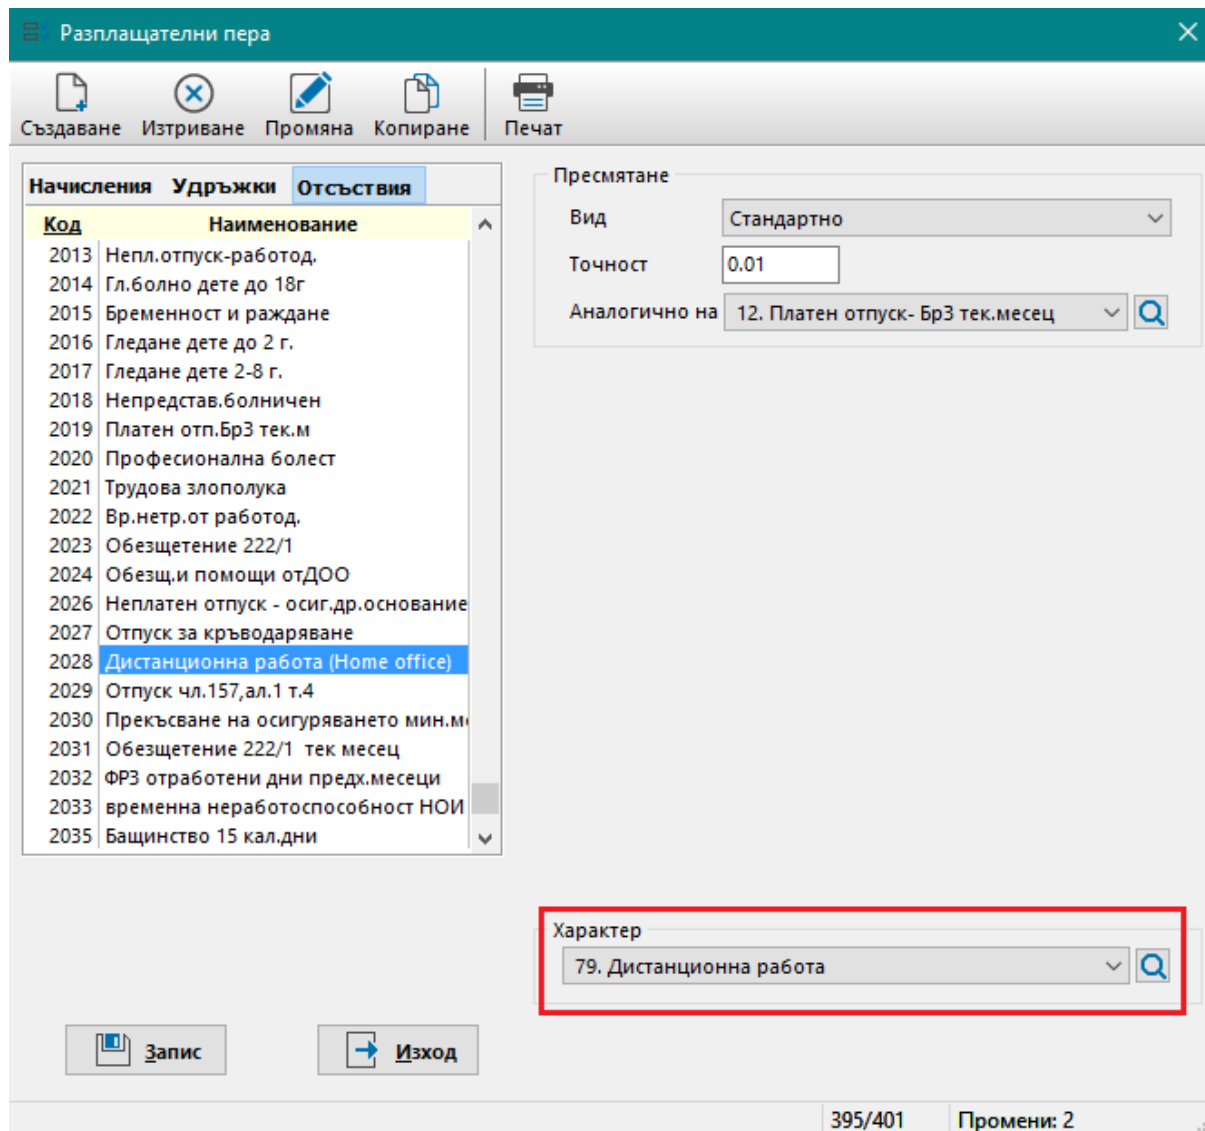 Разплащателни пера
Създаване Изтриване Промяна Копиране Печат
Начисления Удръжки Отсъствия
Код Наименование
2013 Непл.отпуск-работод.
2014 Гл.болно дете до 18г
2015 Бременност и раждане
2016 Гледане дете до 2 г.
2017 Гледане дете 2-8 г.
2018 Непредстав.болничен
2019 Платен отп.Бр3 тек.м
2020 Професионална болест
2021 Трудова злополука
2022 Вр.нетр.от работод.
2023 Обезщетение 222/1
2024 Обезщ.и помощи отДОО
2026 Неплатен отпуск - осиг.др.основание
2027 Отпуск за кръводаряване
2028 Дистанционна работа (Home office)
2029 Отпуск чл.157,ал.1 т.4
2030 Прекъсване на осигуряването мин.м
2031 Обезщетение 222/1 тек месец
2032 ФРЗ отработени дни предх.месеци
2033 временна неработоспособност НОИ
2035 Бащинство 15 кал.дни
Пресмятане
Вид Стандартно
Точност 0.01
Аналогично на 12. Платен отпуск- Бр3 тек.месец
Характер
79. Дистанционна работа
Запис Изход
395/401 Промени: 2